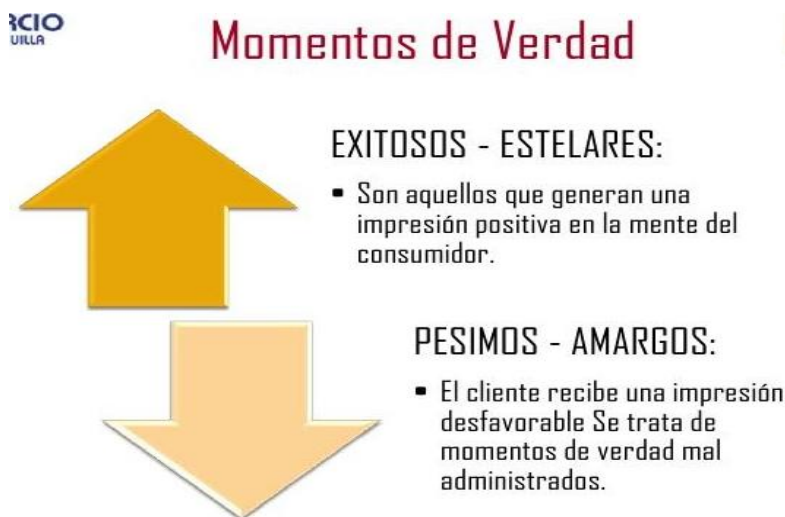 RCIO
UILLA
Momentos de Verdad
EXITOSOS - ESTELARES:
▪ Son aquellos que generan una
impresión positiva en la mente del
consumidor.
PESIMOS - AMARGOS:
▪ El cliente recibe una impresión
desfavorable Se trata de
momentos de verdad mal
administrados.